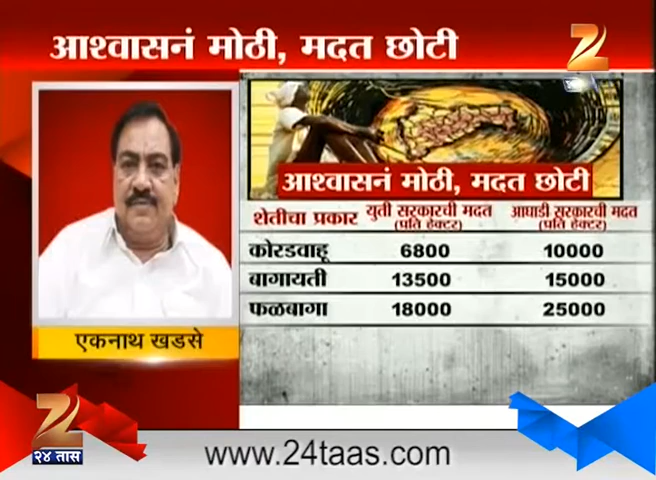 आश्वासनं मोठी, मदत छोटी
आश्वासनं मोठी, मदत छोटी
शेतीचा प्रकार युती सरकारची मदत (प्रति हेक्टर) आघाडी सरकारची मदत (प्रति हेक्टर)
कोरडवाहू 6800 10000
बागायती 13500 15000
फळबागा 18000 25000
एकनाथ खडसे
२४ तास
www.24taas.com